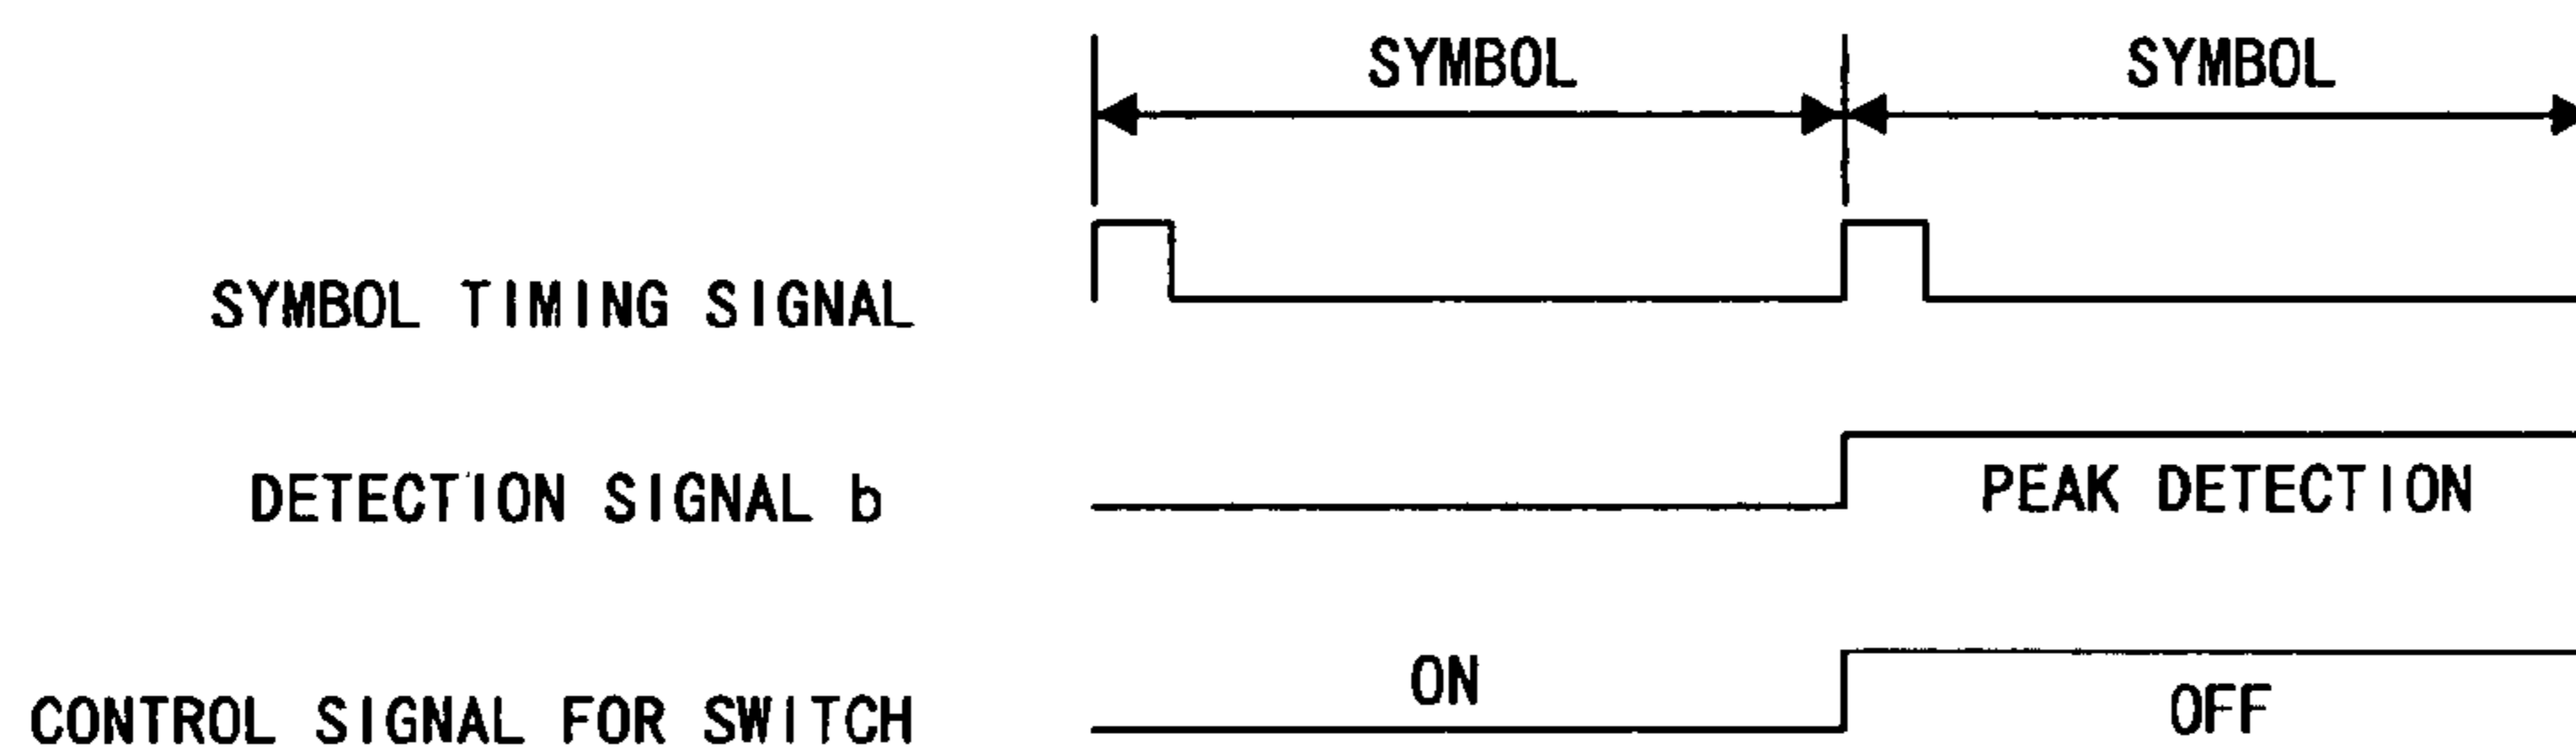 SYMBOL SYMBOL
SYMBOL TIMING SIGNAL
DETECTION SIGNAL b
PEAK DETECTION
CONTROL SIGNAL FOR SWITCH
ON
OFF